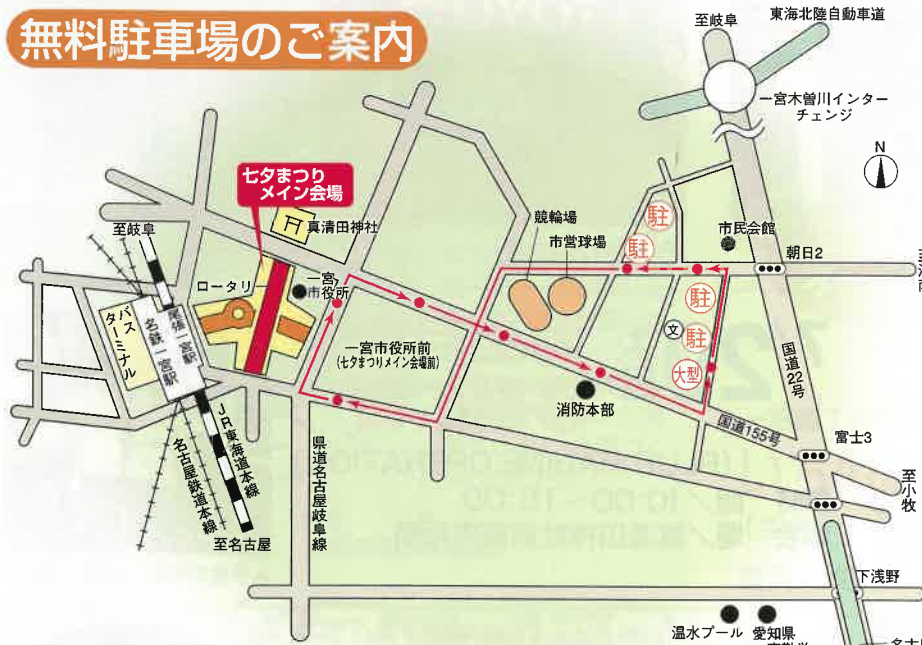 無料駐車場のご案内
至岐阜
東海北陸自動車道
一宮木曽川インター
チェンジ
N
七夕まつり
メイン会場
真清田神社
競輪場
市営球場
駐
駐
市民会館
朝日2
至岐阜
ロータリ
一宮
市役所
バス
ターミナル
名鉄一宮駅
尾張一宮駅
一宮市役所前
(七夕まつりメイン会場前)
駐
文
駐
大型
国道22号
消防本部
国道155号
富士3
至小牧
JR東海道本線
名古屋鉄道本線
至名古屋
県道名古屋岐阜線
下浅野
温水プール
愛知県